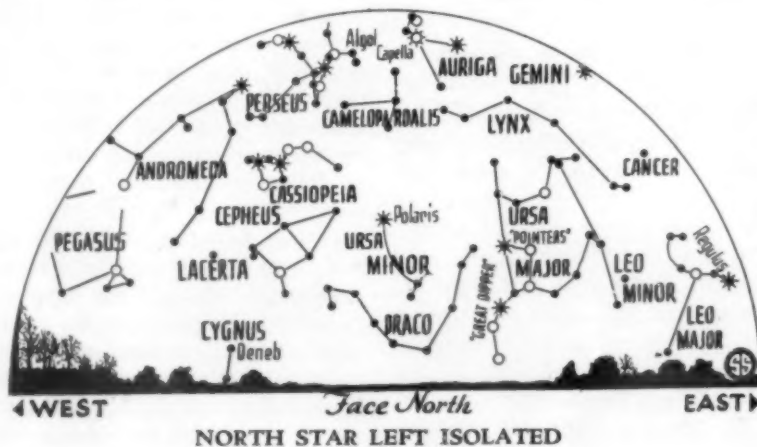 Algol
Capella
AURIGA
GEMINI
PERSEUS
CAMELOPARDALIS
LYNX
ANDROMEDA
CANCER
CASSIOPEIA
CEPHEUS
Polaris
URSA
"POINTERS"
MAJOR
Regulus
PEGASUS
LACERTA
URSA
MINOR
LEO
MINOR
DRACO
"GREAT DIPPER"
LEO
MAJOR
CYGNUS
Deneb
SS
WEST
Face North
EAST
NORTH STAR LEFT ISOLATED